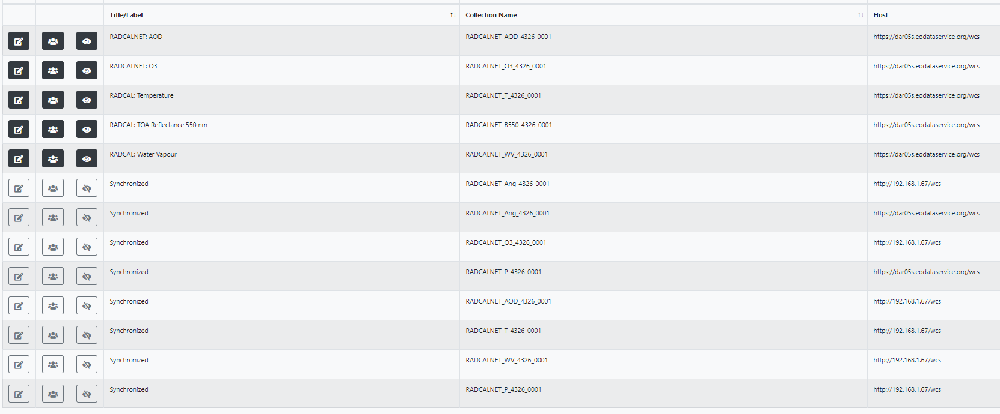 Title/Label Collection Name Host
RADCALNET: AOD RADCALNET_AOD_4326_0001 https://dar05s.eodataservice.org/wcs
RADCALNET: O3 RADCALNET_O3_4326_0001 https://dar05s.eodataservice.org/wcs
RADCAL: Temperature RADCALNET_T_4326_0001 https://dar05s.eodataservice.org/wcs
RADCAL: TOA Reflectance 550 nm RADCALNET_B550_4326_0001 https://dar05s.eodataservice.org/wcs
RADCAL: Water Vapour RADCALNET_WV_4326_0001 https://dar05s.eodataservice.org/wcs
Synchronized RADCALNET_Ang_4326_0001 http://192.168.1.67/wcs
Synchronized RADCALNET_Ang_4326_0001 https://dar05s.eodataservice.org/wcs
Synchronized RADCALNET_O3_4326_0001 http://192.168.1.67/wcs
Synchronized RADCALNET_P_4326_0001 https://dar05s.eodataservice.org/wcs
Synchronized RADCALNET_AOD_4326_0001 http://192.168.1.67/wcs
Synchronized RADCALNET_T_4326_0001 http://192.168.1.67/wcs
Synchronized RADCALNET_WV_4326_0001 http://192.168.1.67/wcs
Synchronized RADCALNET_P_4326_0001 http://192.168.1.67/wcs